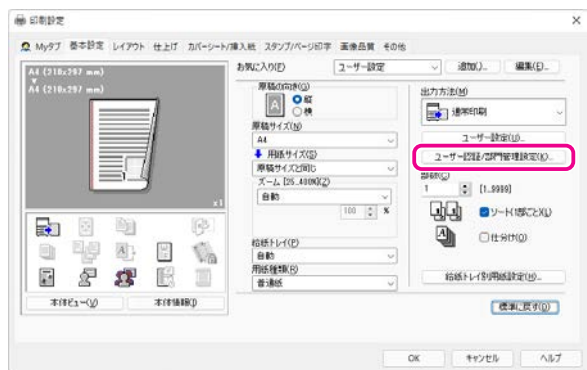 印刷設定
Myタブ 基本設定 レイアウト 仕上げ カバーシート/挿入紙 スタンプ/ページ印字 画像品質 その他
A4 (210x297 mm)
A4 (210x297 mm)
x1
本体ビュー(V)
本体情報(J)
お気に入り(E)
ユーザー設定
追加(...
編集(...
原稿の向き(G)
縦
横
原稿サイズ(N)
A4
用紙サイズ(S)
原稿サイズと同じ
ズーム [25..400%](Z)
自動
100 %
給紙トレイ(P)
自動
用紙種類(R)
普通紙
出力方法(M)
通常印刷
ユーザー設定(U)...
ユーザー認証/部門管理設定(K)...
部数(C)
1 [1..9999]
ソート(1部ごと)(L)
仕分け(O)
給紙トレイ別用紙設定(H)...
標準に戻す(D)
OK
キャンセル
ヘルプ